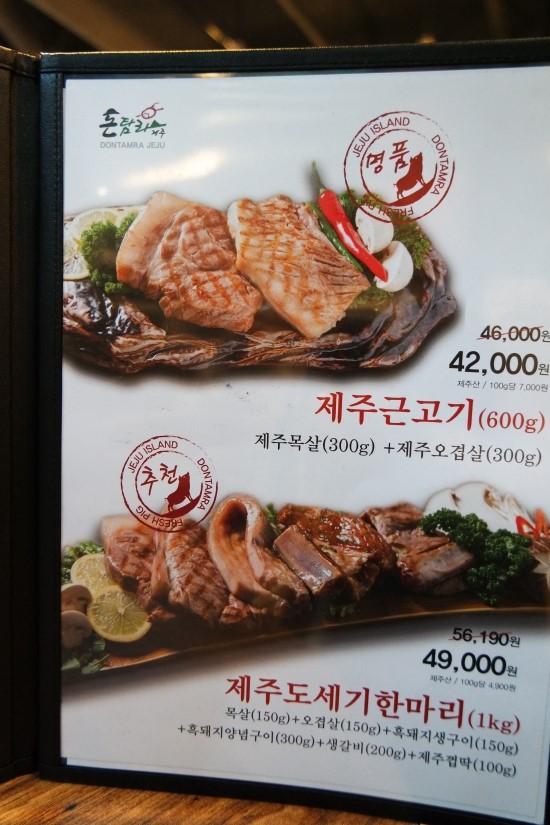 돈탐라
제주
DONTAMRA JEJU
JEJU ISLAND
DONTAMRA
FRESH PIG
명품
46,000원
42,000원
제주산 / 100g당 7,000원
제주근고기(600g)
제주목살(300g) +제주오겹살(300g)
JEJU ISLAND
DONTAMRA
FRESH PIG
추천
56,190원
49,000원
제주산 / 100g당 4,900원
제주도세기한마리(1kg)
목살(150g)+오겹살(150g)+흑돼지생구이(150g)
+흑돼지양념구이(300g)+생갈비(200g)+제주껍딱(100g)